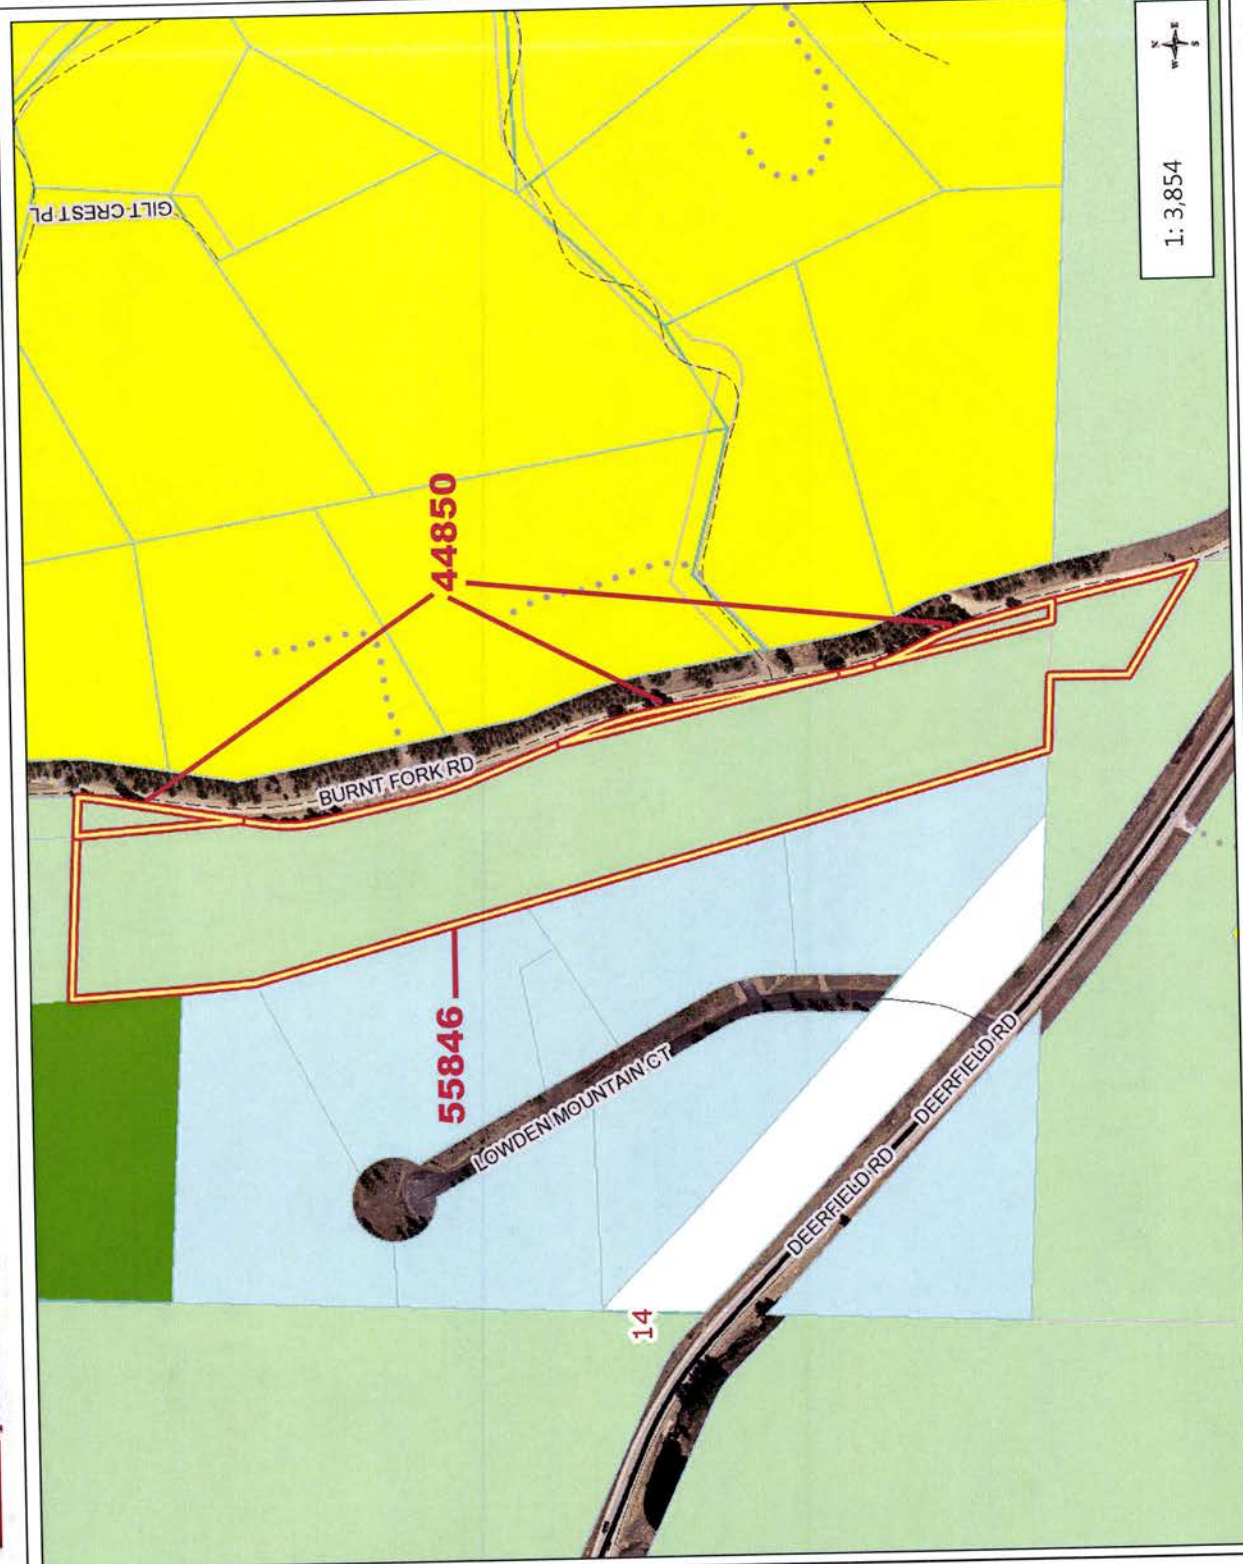 GILT CREST PL
44850
BURNT FORK RD
55846
LOWDEN MOUNTAIN CT
DEERFIELD RD
DEERFIELD RD
14
N
W E
S
1: 3,854